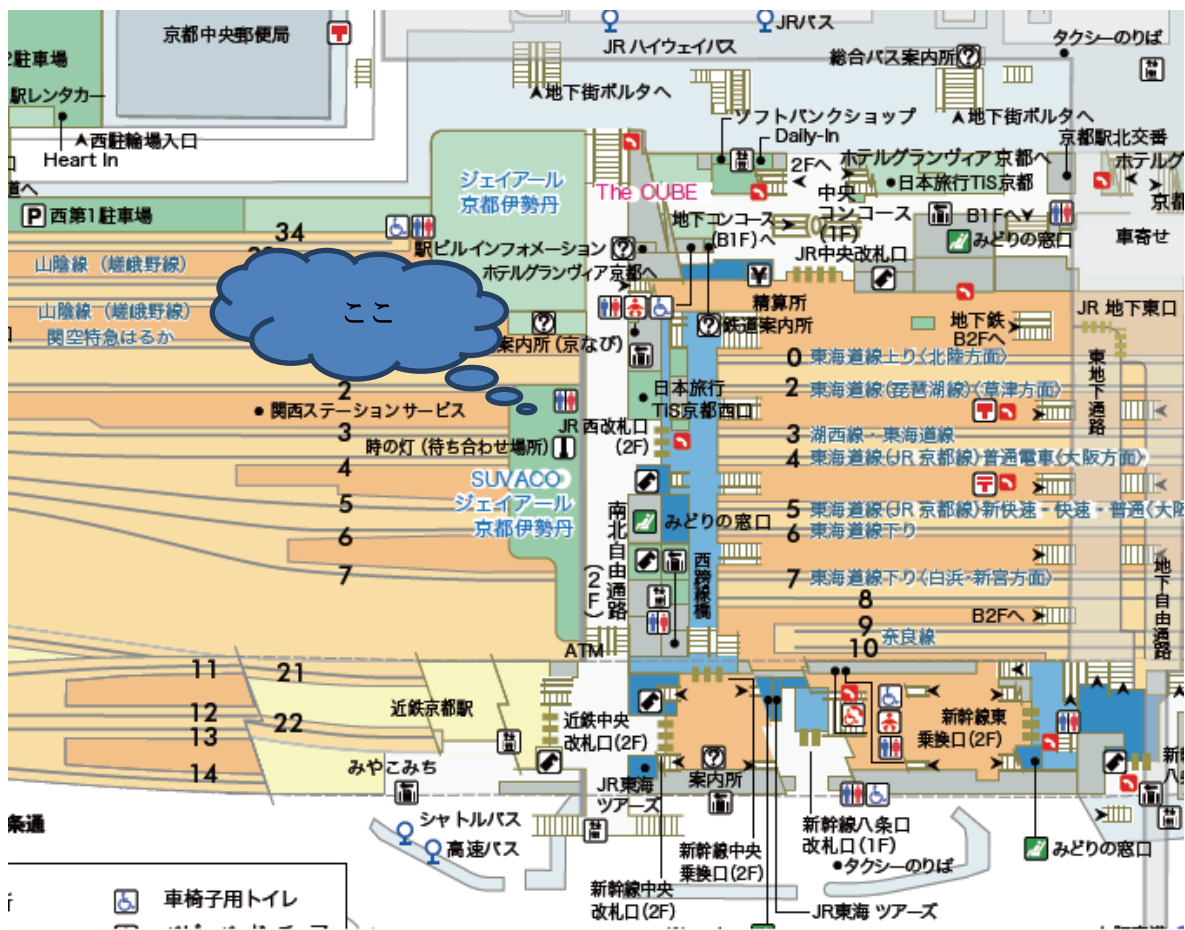 京都中央郵便局
JRバス
JR ハイウェイバス
タクシーのりば
2駐車場
総合バス案内所
駅レンタカー
▲地下街ポルタへ
ソフトバンクショップ
▲地下街ポルタへ
▲西駐輪場入口
Daily-In
京都駅北交番
Heart In
2Fへ
ホテルグランヴィア京都へ
ホテルグ
道へ
ジェイアール
京都伊勢丹
The CUBE
中央
コンコース
(1F)
日本旅行TiS京都
京都
P 西第1駐車場
地下コンコース
(B1F)へ
B1Fへ
34
みどりの窓口
車寄せ
駅ビルインフォメーション
JR中央改札口
山陰線(嵯峨野線)
ホテルグランヴィア京都へ
ここ
精算所
山陰線(嵯峨野線)
JR 地下東口
関空特急はるか
案内所(京なび)
鉄道案内所
地下鉄
B2Fへ
0 東海道線上り〈北陸方面〉
東地下通路
2
日本旅行
TiS京都西口
2 東海道線(琵琶湖線)〈草津方面〉
関西ステーションサービス
3
JR 西改札口
(2F)
3 湖西線・東海道線
時の灯(待ち合わせ場所)
4
4 東海道線(JR 京都線)普通電車〈大阪方面〉
SUVACO
ジェイアール
京都伊勢丹
5
5 東海道線(JR 京都線)新快速・快速・普通〈大阪
みどりの窓口
6
6 東海道線下り
南北自由通路(2F)
西跨線橋
7
7 東海道線下り〈白浜・新宮方面〉
地下自由通路
8
B2Fへ
9
奈良線
10
ATM
11
21
12
22
近鉄京都駅
近鉄中央
改札口(2F)
新幹線東
乗換口(2F)
13
14
みやこみち
JR東海
ツアーズ
案内所
新幹
八条
シャトルバス
高速バス
条通
新幹線八条口
改札口(1F)
新幹線中央
乗換口(2F)
みどりの窓口
タクシーのりば
新幹線中央
改札口(2F)
車椅子用トイレ
JR東海 ツアーズ